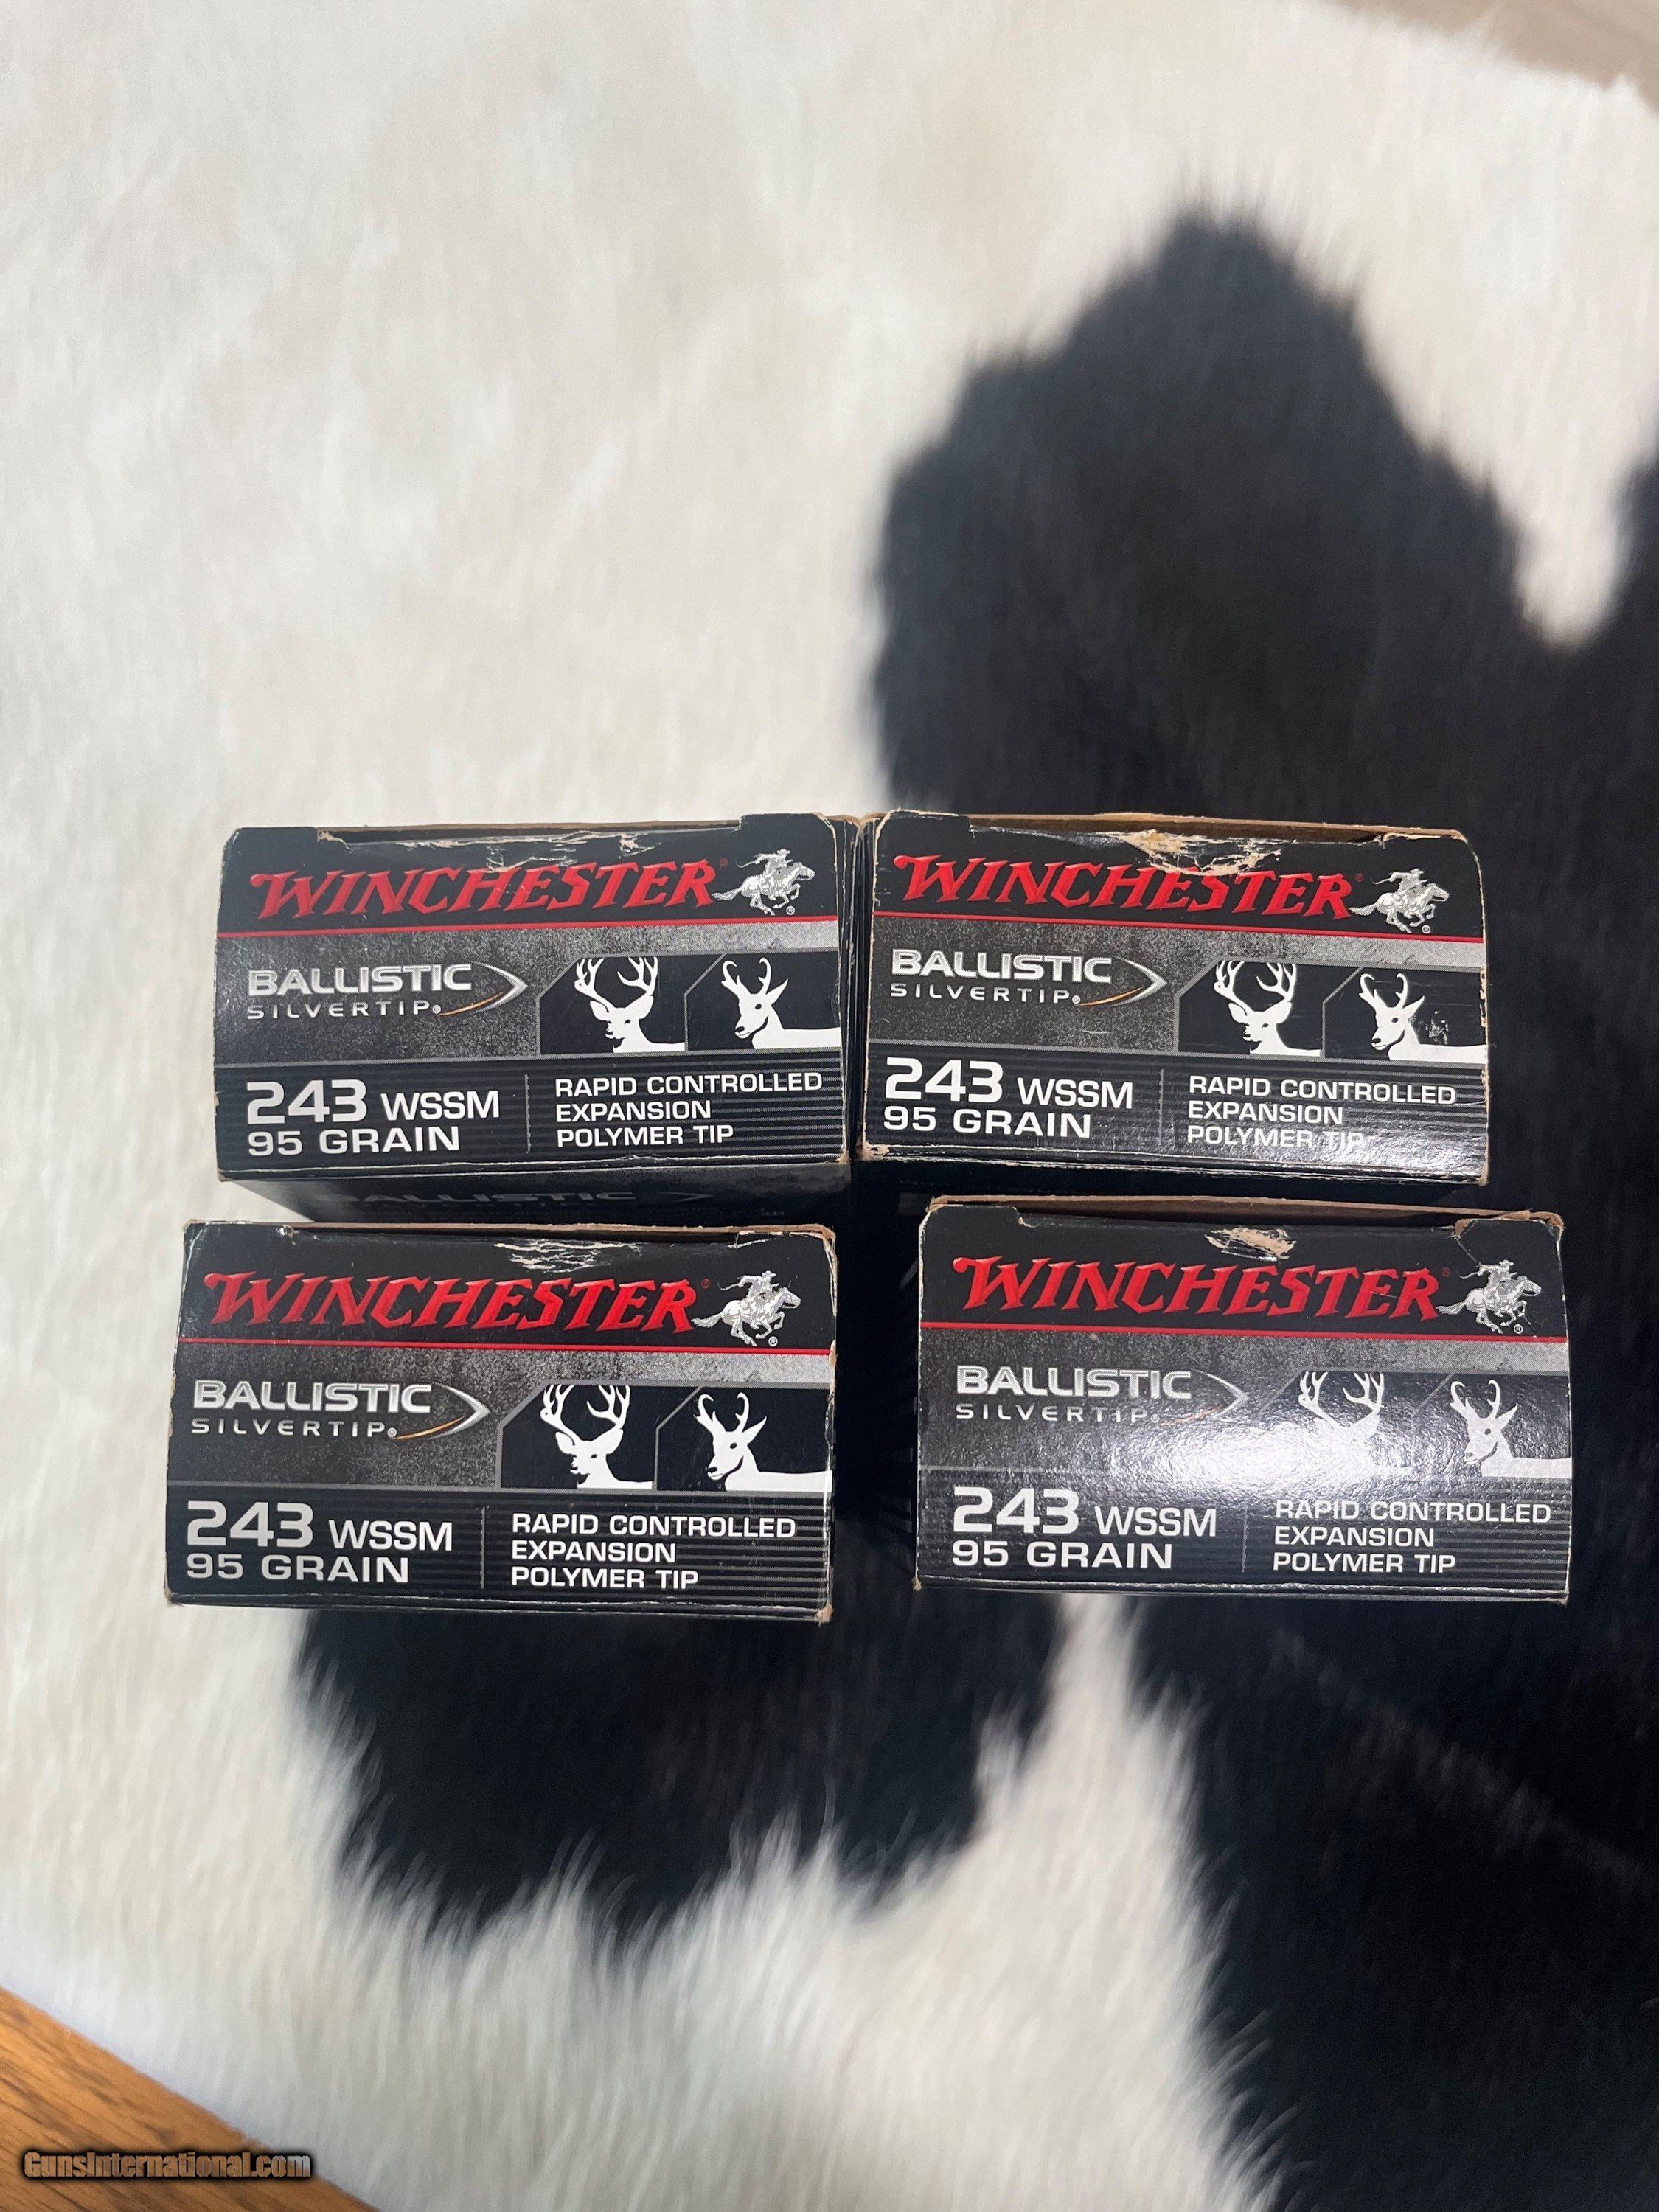 WINCHESTER®
BALLISTIC
SILVERTIP®
243 WSSM
95 GRAIN
RAPID CONTROLLED
EXPANSION
POLYMER TIP
WINCHESTER®
BALLISTIC
SILVERTIP®
243 WSSM
95 GRAIN
RAPID CONTROLLED
EXPANSION
POLYMER TIP
BALLISTIC
WINCHESTER®
BALLISTIC
SILVERTIP®
243 WSSM
95 GRAIN
RAPID CONTROLLED
EXPANSION
POLYMER TIP
WINCHESTER®
BALLISTIC
SILVERTIP®
243 WSSM
95 GRAIN
RAPID CONTROLLED
EXPANSION
POLYMER TIP
GunsInternational.com